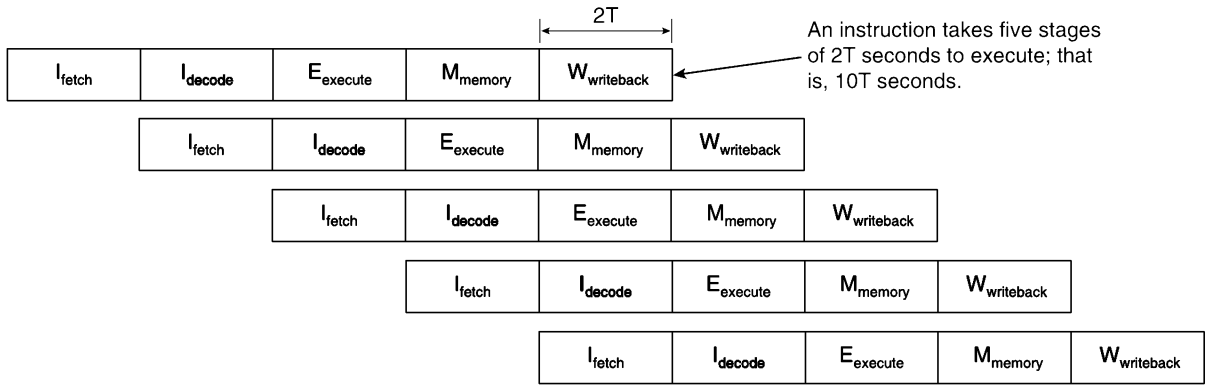 2T
An instruction takes five stages
of 2T seconds to execute; that
is, 10T seconds.
Ifetch Idecode Eexecute Mmemory Wwriteback
Ifetch Idecode Eexecute Mmemory Wwriteback
Ifetch Idecode Eexecute Mmemory Wwriteback
Ifetch Idecode Eexecute Mmemory Wwriteback
Ifetch Idecode Eexecute Mmemory Wwriteback